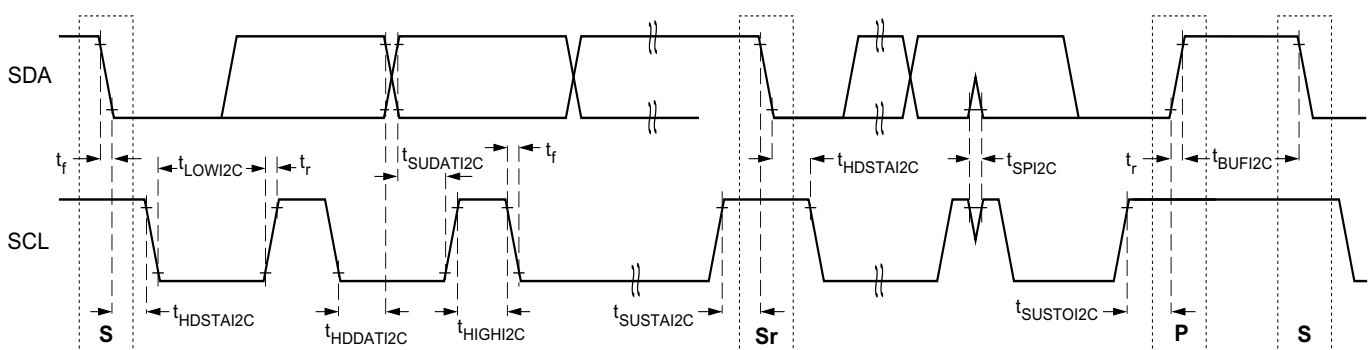 SDA
t_f
t_LOWI2C
t_r
t_SUDATI2C
t_f
t_HDSTAI2C
t_SPI2C
t_r
t_BUFI2C
SCL
S
t_HDSTAI2C
t_HDDATI2C
t_HIGHI2C
t_SUSTAI2C
Sr
t_SUSTOI2C
P
S